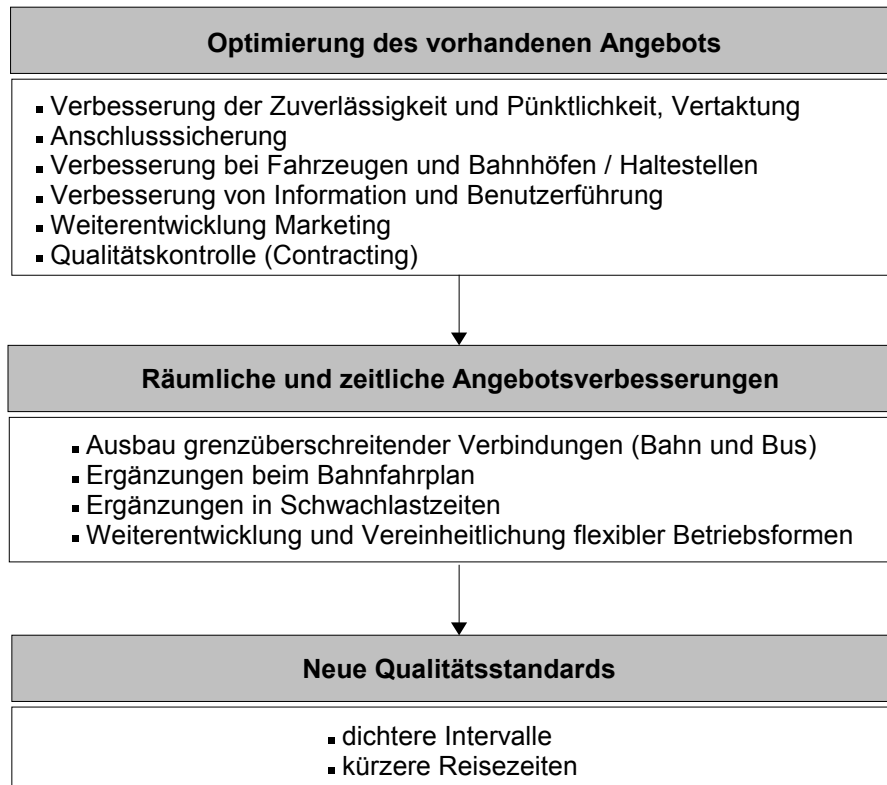 Optimierung des vorhandenen Angebots
▪ Verbesserung der Zuverlässigkeit und Pünktlichkeit, Vertaktung
▪ Anschlusssicherung
▪ Verbesserung bei Fahrzeugen und Bahnhöfen / Haltestellen
▪ Verbesserung von Information und Benutzerführung
▪ Weiterentwicklung Marketing
▪ Qualitätskontrolle (Contracting)
Räumliche und zeitliche Angebotsverbesserungen
▪ Ausbau grenzüberschreitender Verbindungen (Bahn und Bus)
▪ Ergänzungen beim Bahnfahrplan
▪ Ergänzungen in Schwachlastzeiten
▪ Weiterentwicklung und Vereinheitlichung flexibler Betriebsformen
Neue Qualitätsstandards
▪ dichtere Intervalle
▪ kürzere Reisezeiten